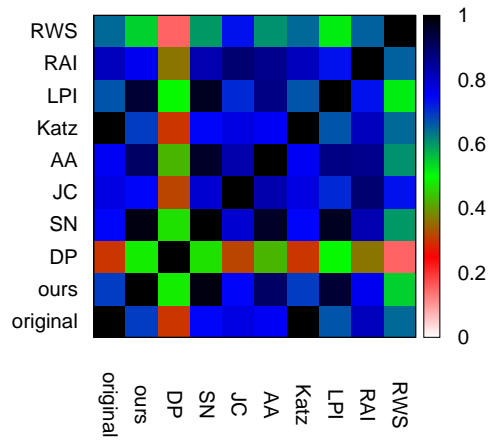 RWS
RAI
LPI
Katz
AA
JC
SN
DP
ours
original
1
0.8
0.6
0.4
0.2
0
original
ours
DP
SN
JC
AA
Katz
LPI
RAI
RWS